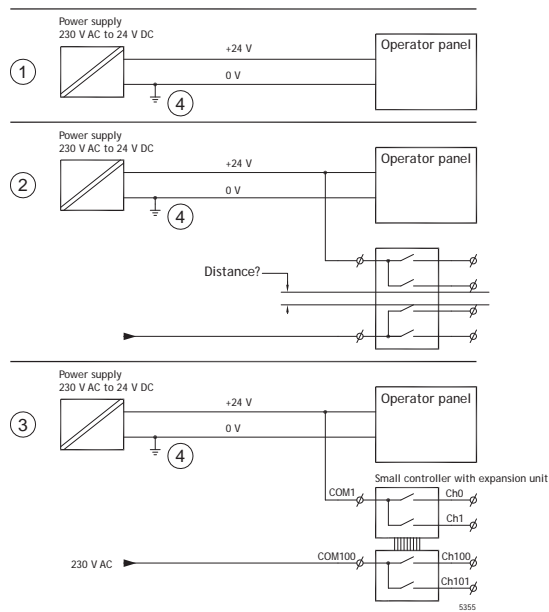 Power supply
230 V AC to 24 V DC
+24 V
0 V
Operator panel
1
4
Power supply
230 V AC to 24 V DC
+24 V
0 V
Operator panel
2
4
Distance?
Power supply
230 V AC to 24 V DC
+24 V
0 V
Operator panel
3
4
Small controller with expansion unit
COM1
Ch0
Ch1
230 V AC
COM100
Ch100
Ch101
5355